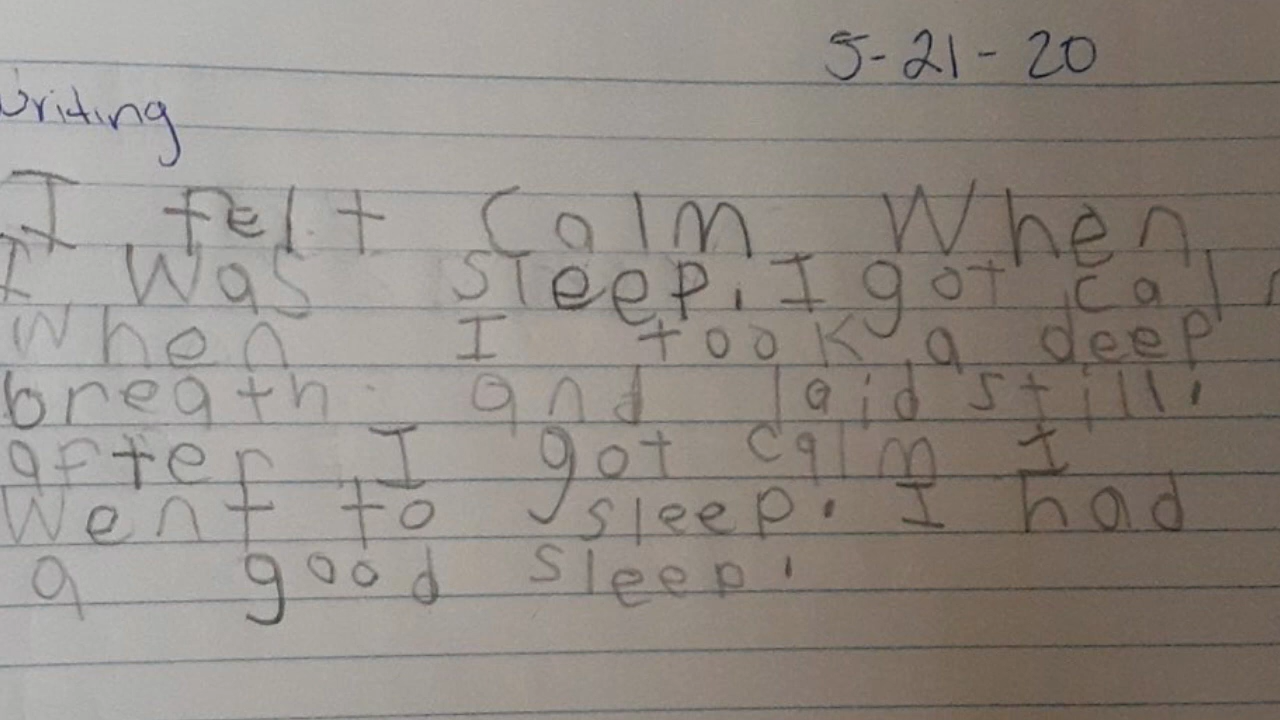 5-21-20
Writing
I felt Calm When
I was sleep. I got cal
When I took a deep
breath. and laid still.
after I got calm I
Went to sleep. I had
a good sleep.